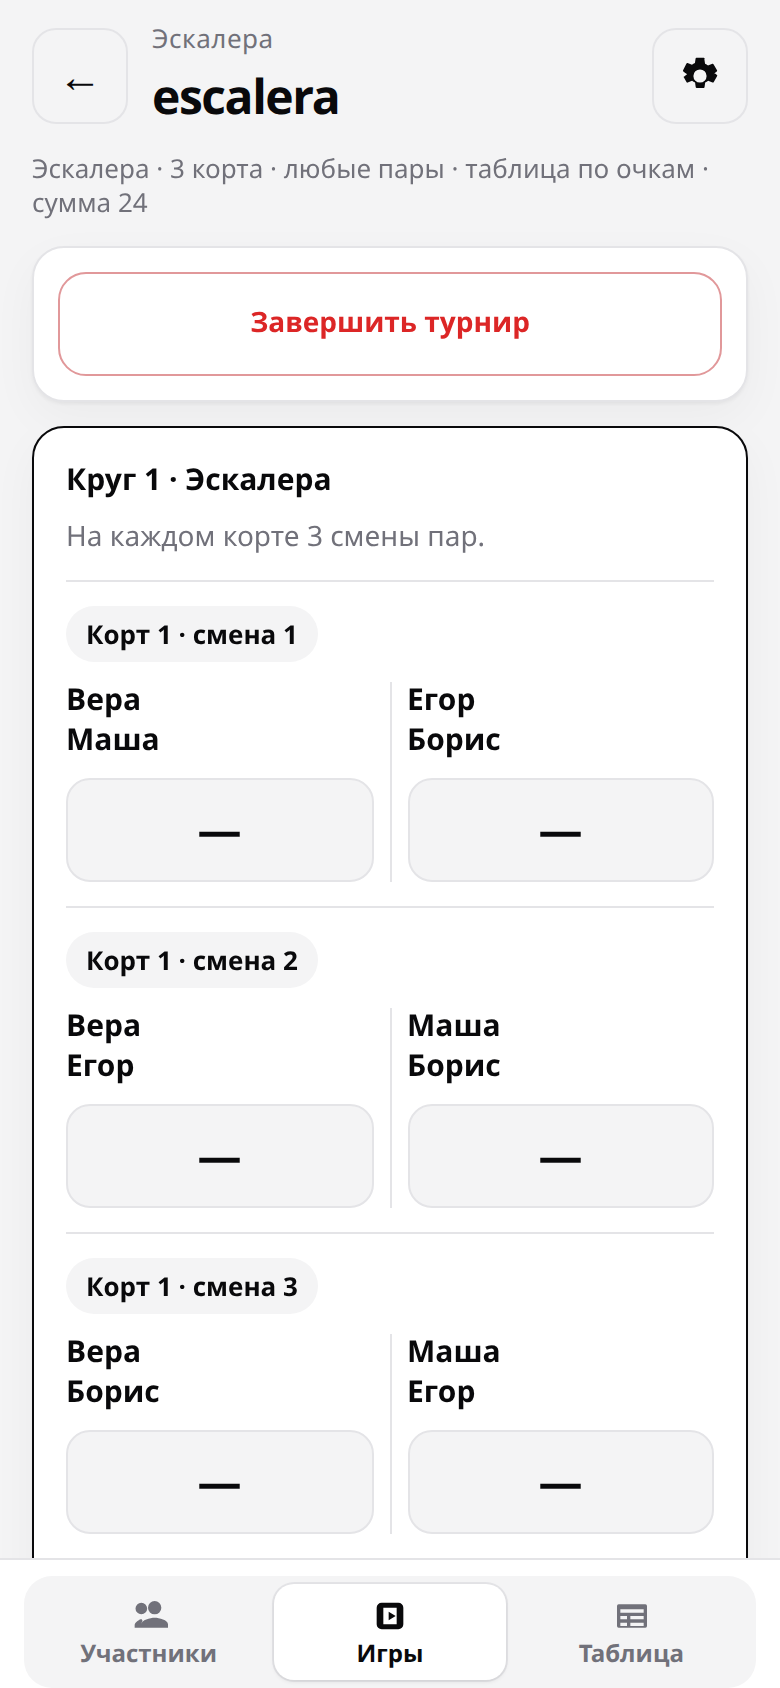 ←
Эскалера
escalera
Эскалера · 3 корта · любые пары · таблица по очкам ·
сумма 24
Завершить турнир
Круг 1 · Эскалера
На каждом корте 3 смены пар.
Корт 1 · смена 1
Вера
Маша
Егор
Борис
—
—
Корт 1 · смена 2
Вера
Егор
Маша
Борис
—
—
Корт 1 · смена 3
Вера
Борис
Маша
Егор
—
—
Участники
Игры
Таблица